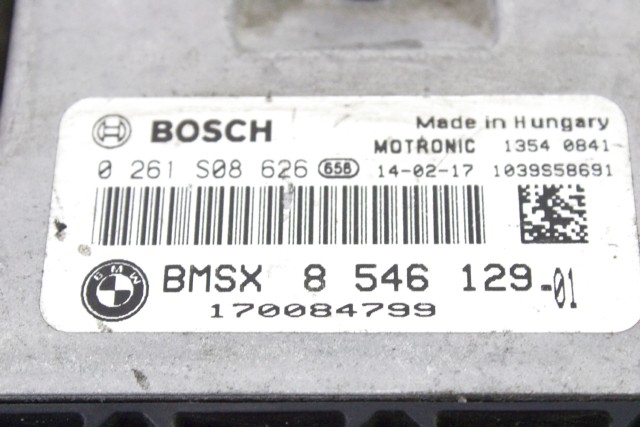 BOSCH Made in Hungary
MOTRONIC 1354 0841
0 261 S08 626 658 14-02-17 1039S58691
BMW BMSX 8 546 129-01
170084799